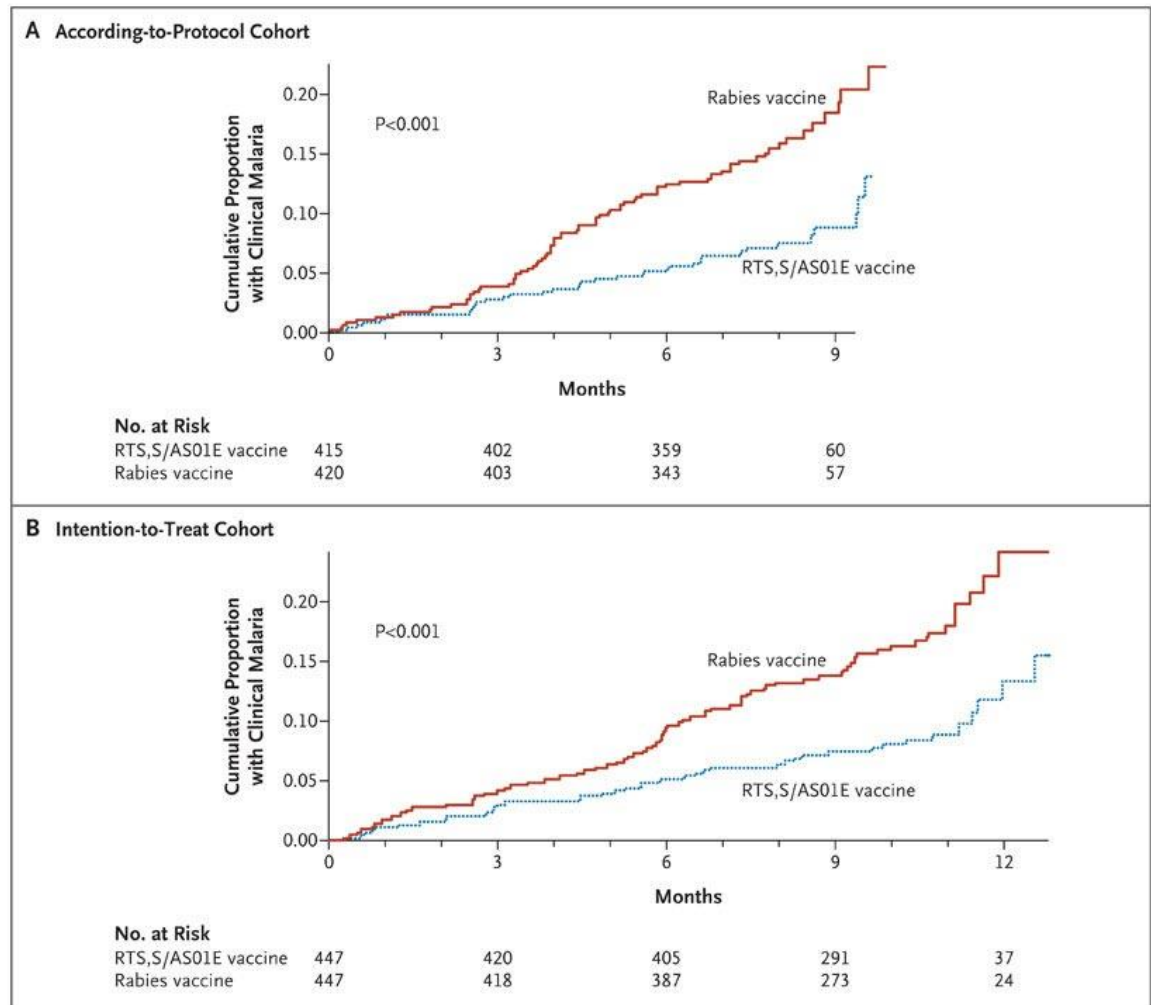 A According-to-Protocol Cohort
Cumulative Proportion
with Clinical Malaria
0.20
0.15
0.10
0.05
0.00
P<0.001
Rabies vaccine
RTS,S/AS01E vaccine
0 3 6 9
Months
No. at Risk
RTS,S/AS01E vaccine 415 402 359 60
Rabies vaccine 420 403 343 57
B Intention-to-Treat Cohort
Cumulative Proportion
with Clinical Malaria
0.20
0.15
0.10
0.05
0.00
P<0.001
Rabies vaccine
RTS,S/AS01E vaccine
0 3 6 9 12
Months
No. at Risk
RTS,S/AS01E vaccine 447 420 405 291 37
Rabies vaccine 447 418 387 273 24